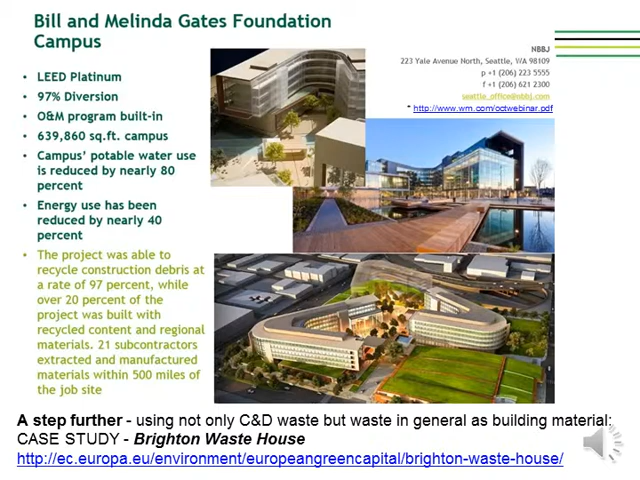 Bill and Melinda Gates Foundation
Campus
NBBJ
223 Yale Avenue North, Seattle, WA 98109
p +1 (206) 223 5555
f +1 (206) 621 2300
seattle_office@nbbj.com
* http://www.wm.com/octwebinar.pdf
• LEED Platinum
• 97% Diversion
• O&M program built-in
• 639,860 sq.ft. campus
• Campus' potable water use
is reduced by nearly 80
percent
• Energy use has been
reduced by nearly 40
percent
• The project was able to
recycle construction debris at
a rate of 97 percent, while
over 20 percent of the
project was built with
recycled content and regional
materials. 21 subcontractors
extracted and manufactured
materials within 500 miles of
the job site
A step further - using not only C&D waste but waste in general as building material:
CASE STUDY - Brighton Waste House
http://ec.europa.eu/environment/europeangreencapital/brighton-waste-house/